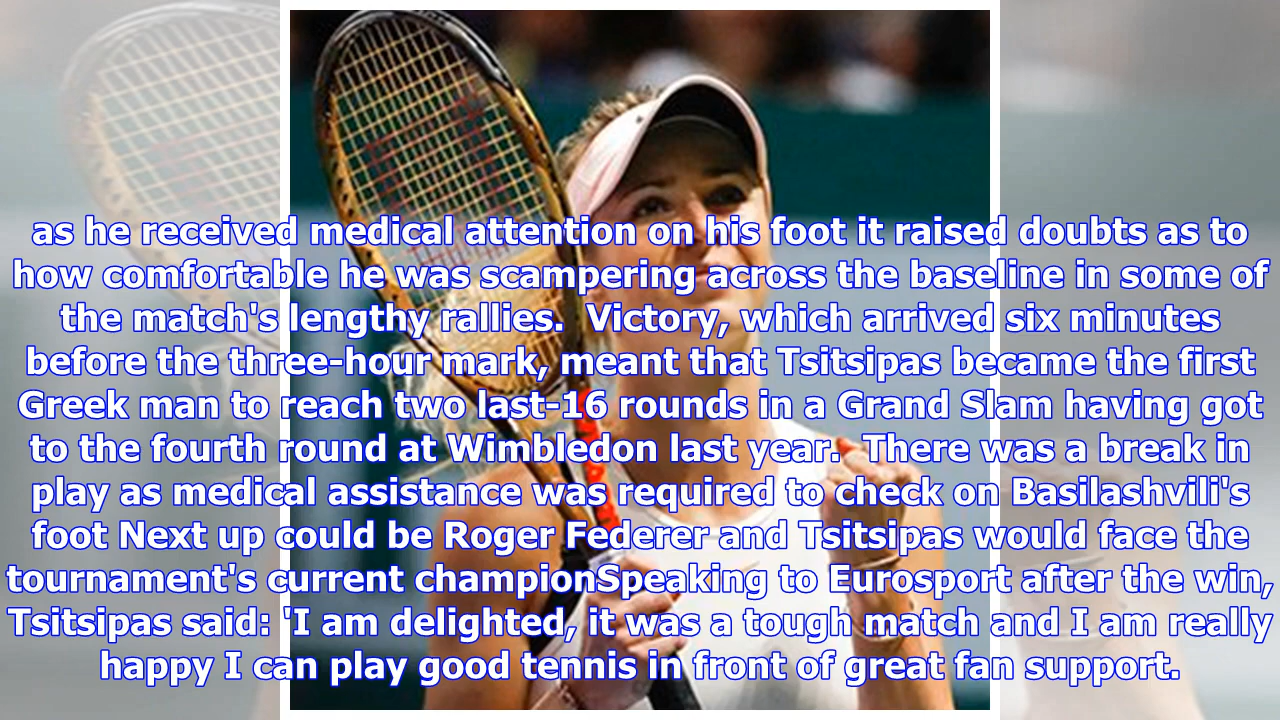 as he received medical attention on his foot it raised doubts as to
how comfortable he was scampering across the baseline in some of
the match's lengthy rallies.  Victory, which arrived six minutes
before the three-hour mark, meant that Tsitsipas became the first
Greek man to reach two last-16 rounds in a Grand Slam having got
to the fourth round at Wimbledon last year.  There was a break in
play as medical assistance was required to check on Basilashvili's
foot Next up could be Roger Federer and Tsitsipas would face the
tournament's current championSpeaking to Eurosport after the win,
Tsitsipas said: 'I am delighted, it was a tough match and I am really
happy I can play good tennis in front of great fan support.